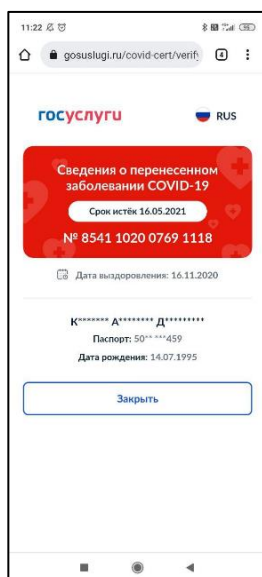 11:22
gosuslugi.ru/covid-cert/verify
4
госуслуги
RUS
Сведения о перенесенном
заболевании COVID-19
Срок истёк 16.05.2021
№ 8541 1020 0769 1118
Дата выздоровления: 16.11.2020
К******* А******** Д*********
Паспорт: 50** ***459
Дата рождения: 14.07.1995
Закрыть